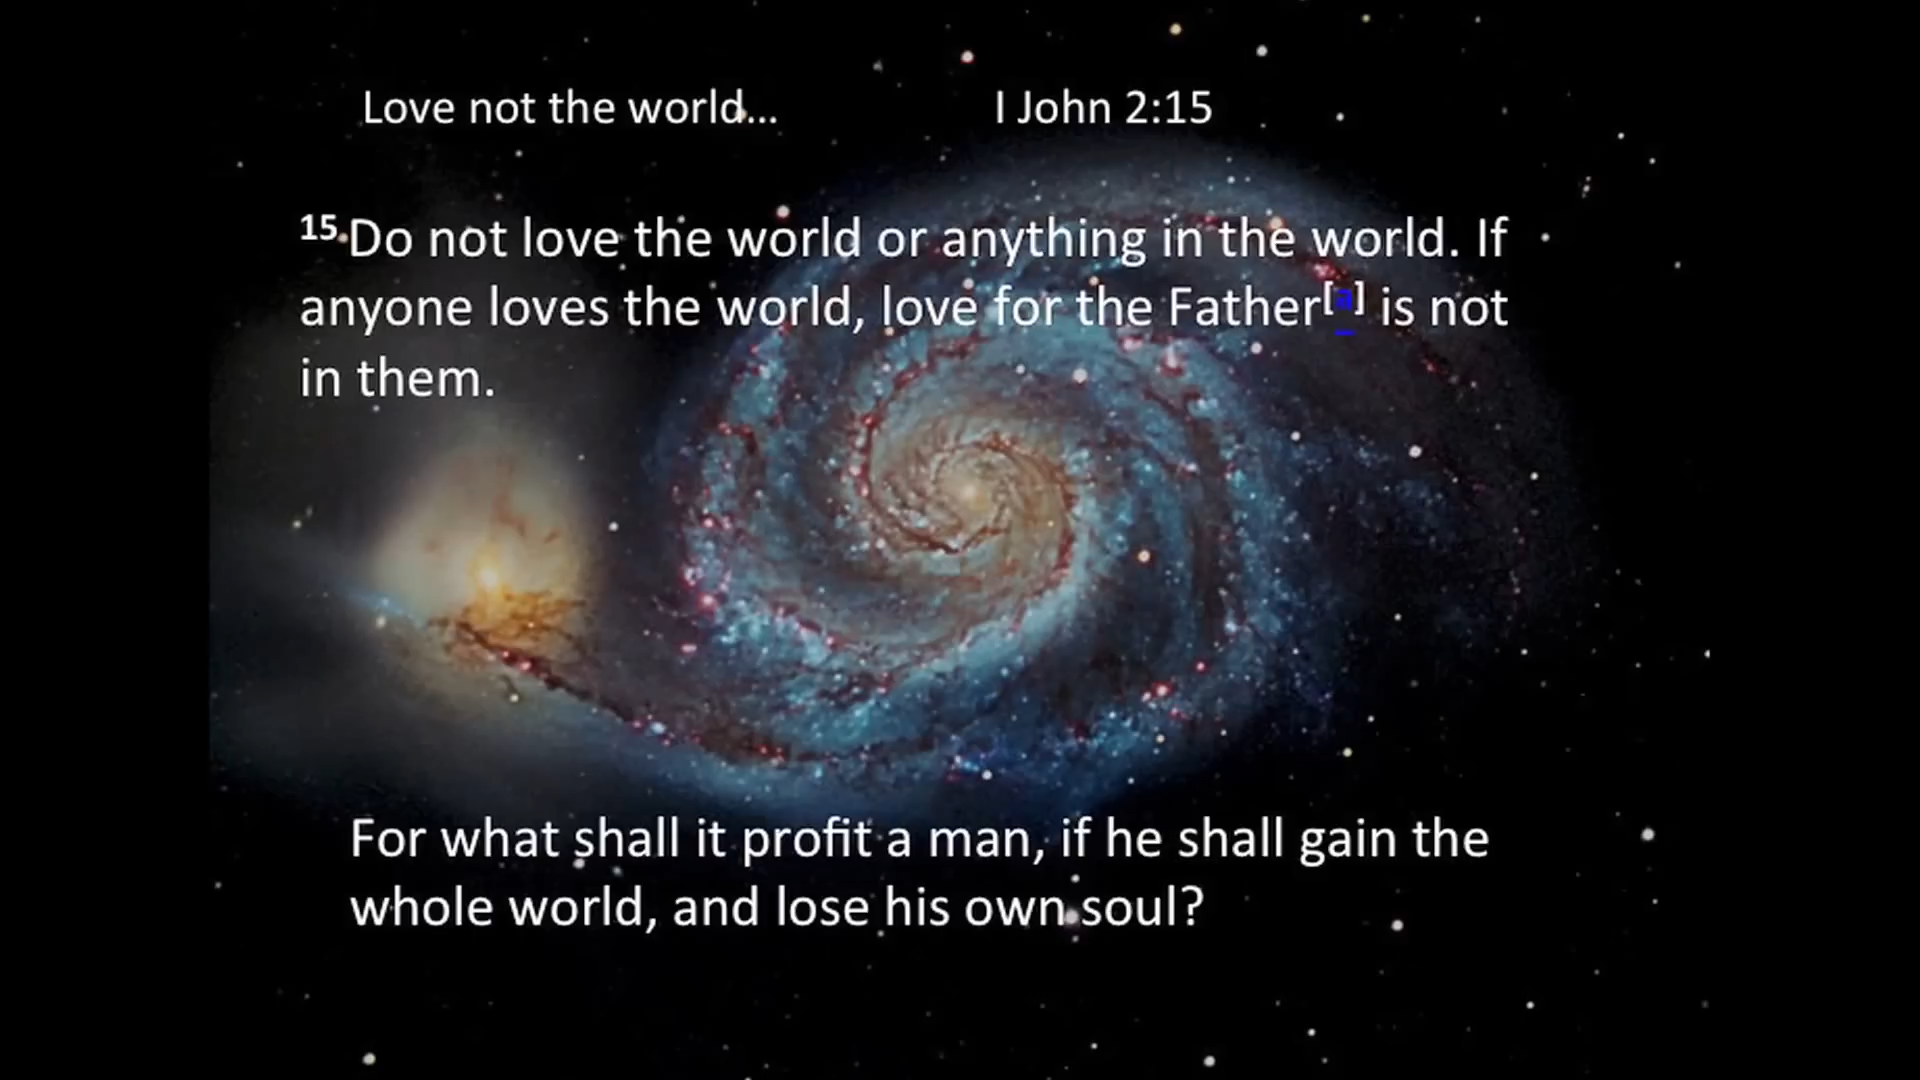 Love not the world... I John 2:15
15 Do not love the world or anything in the world. If
anyone loves the world, love for the Father[a] is not
in them.
For what shall it profit a man, if he shall gain the
whole world, and lose his own soul?